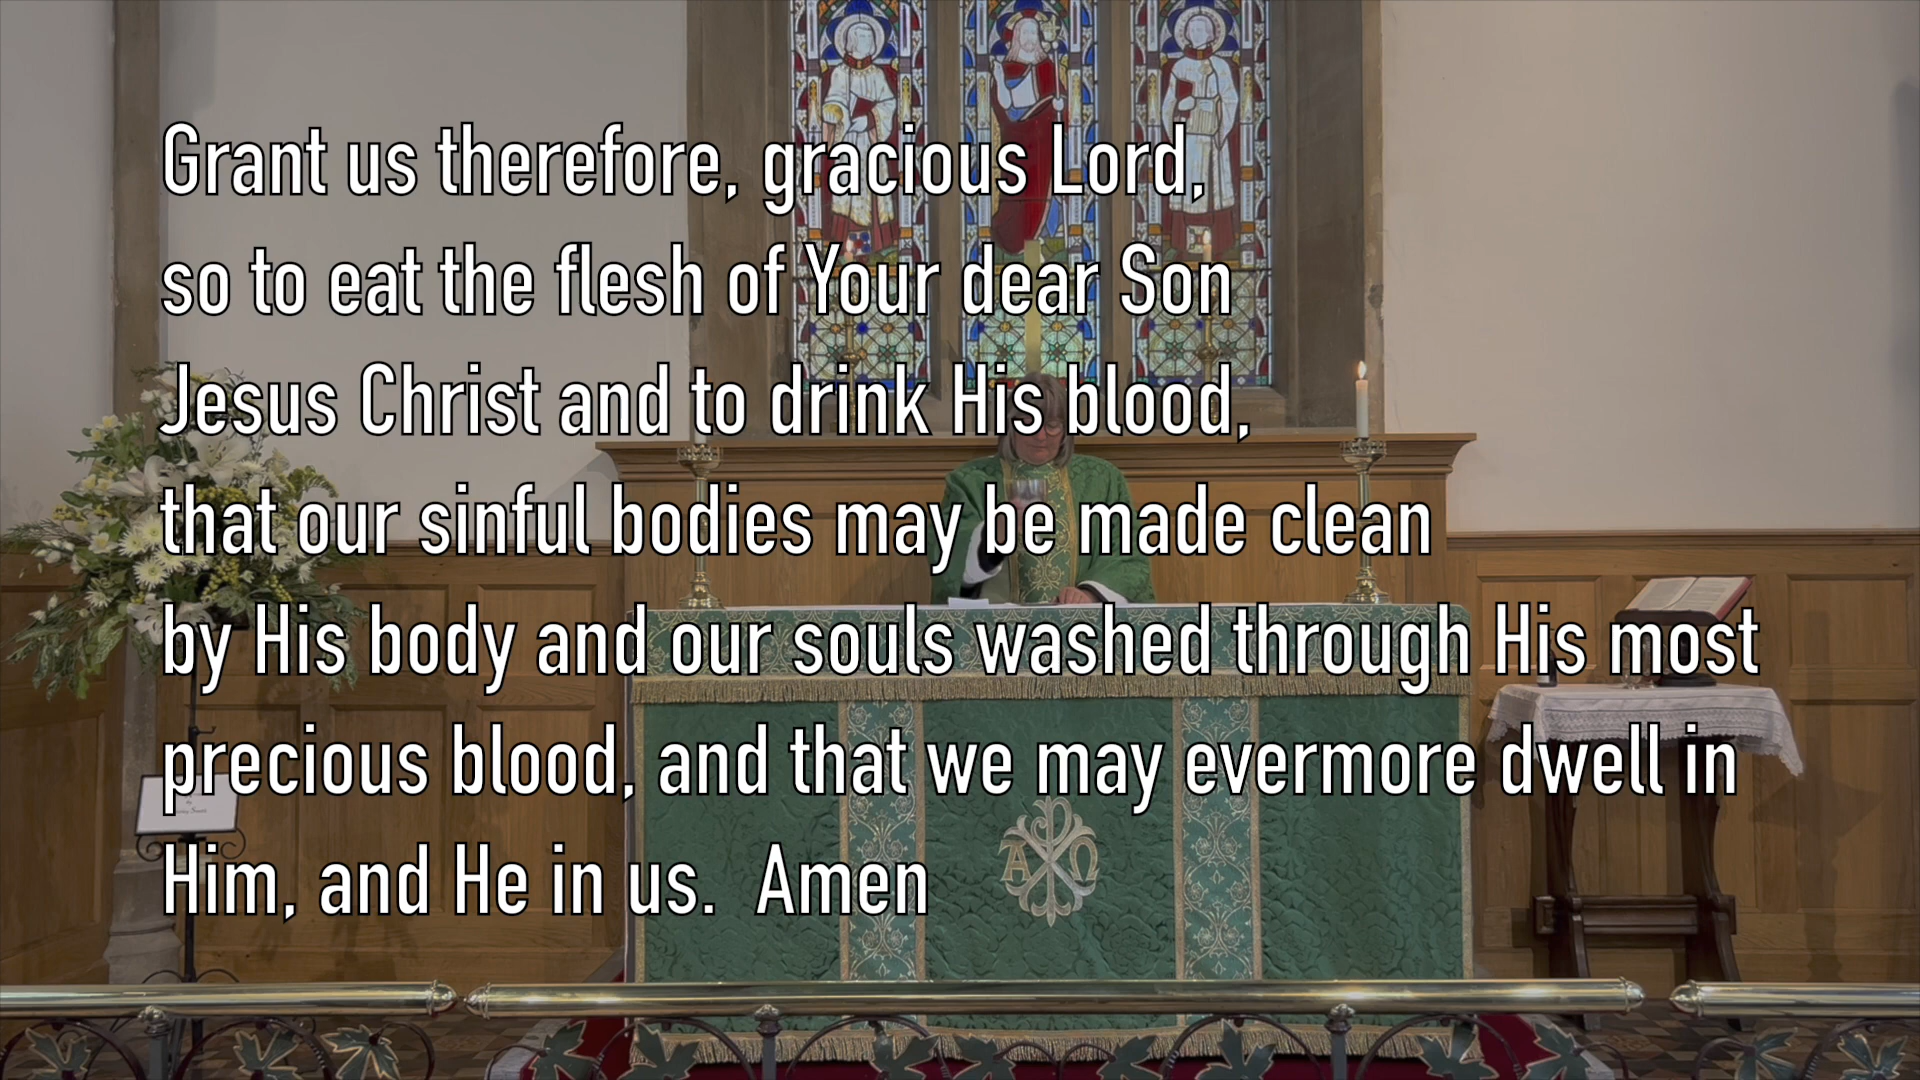 Grant us therefore, gracious Lord,
so to eat the flesh of Your dear Son
Jesus Christ and to drink His blood,
that our sinful bodies may be made clean
by His body and our souls washed through His most
precious blood, and that we may evermore dwell in
Him, and He in us.  Amen